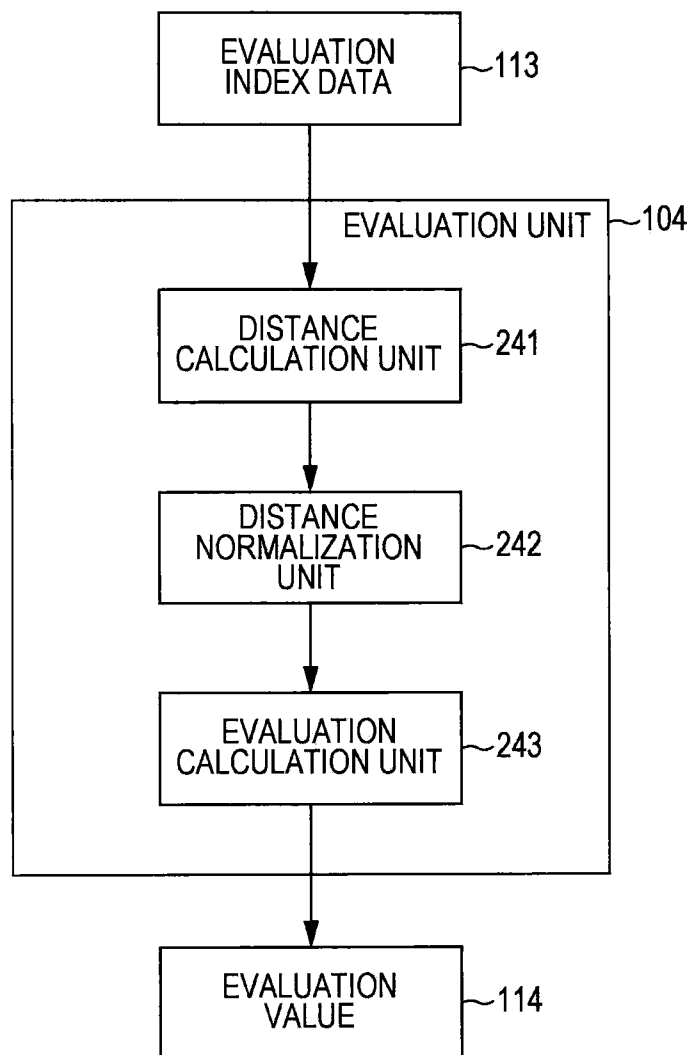 EVALUATION
INDEX DATA
113
EVALUATION UNIT
104
DISTANCE
CALCULATION UNIT
241
DISTANCE
NORMALIZATION
UNIT
242
EVALUATION
CALCULATION UNIT
243
EVALUATION
VALUE
114